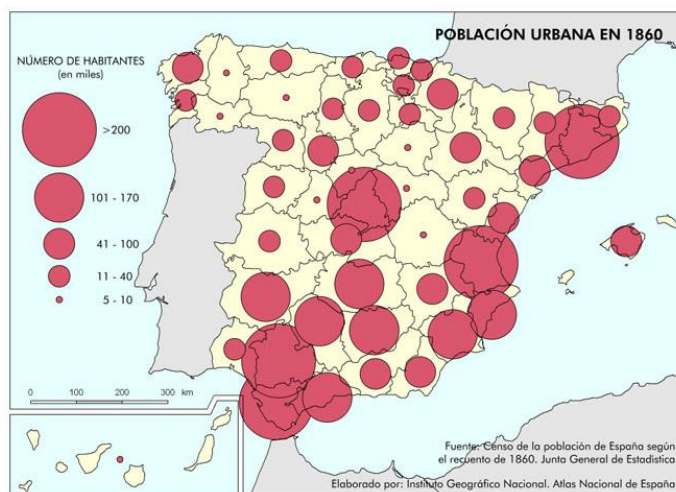 POBLACIÓN URBANA EN 1860
NÚMERO DE HABITANTES
(en miles)
>200
101 - 170
41 - 100
11 - 40
5 - 10
0 100 200 300 km
Fuente: Censo de la población de España según
el recuento de 1860. Junta General de Estadística
Elaborado por: Instituto Geográfico Nacional. Atlas Nacional de España